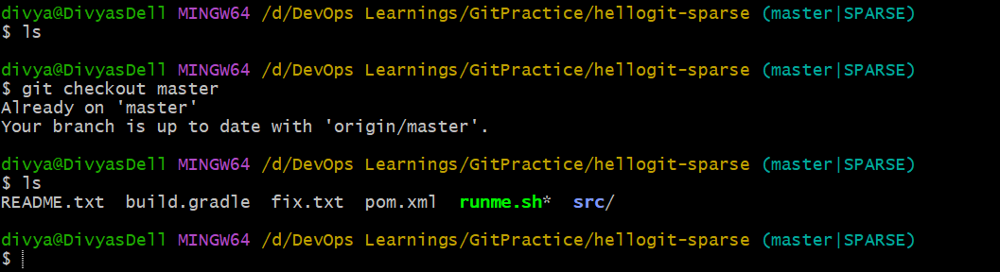 divya@DivyasDell MINGW64 /d/DevOps Learnings/GitPractice/hellogit-sparse (master|SPARSE)
$ ls
divya@DivyasDell MINGW64 /d/DevOps Learnings/GitPractice/hellogit-sparse (master|SPARSE)
$ git checkout master
Already on 'master'
Your branch is up to date with 'origin/master'.
divya@DivyasDell MINGW64 /d/DevOps Learnings/GitPractice/hellogit-sparse (master|SPARSE)
$ ls
README.txt  build.gradle  fix.txt  pom.xml  runme.sh*  src/
divya@DivyasDell MINGW64 /d/DevOps Learnings/GitPractice/hellogit-sparse (master|SPARSE)
$